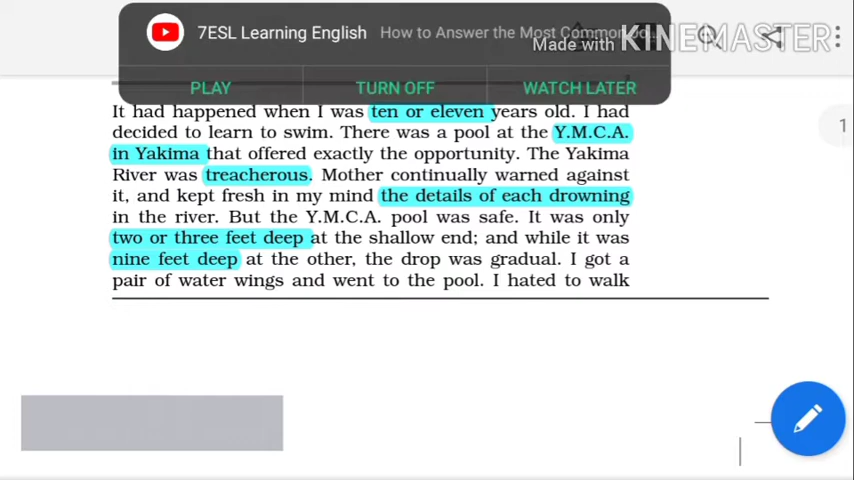 7ESL Learning English How to Answer the Most Common
Made with KINEMASTER
PLAY TURN OFF WATCH LATER
It had happened when I was ten or eleven years old. I had
decided to learn to swim. There was a pool at the Y.M.C.A.
in Yakima that offered exactly the opportunity. The Yakima
River was treacherous. Mother continually warned against
it, and kept fresh in my mind the details of each drowning
in the river. But the Y.M.C.A. pool was safe. It was only
two or three feet deep at the shallow end; and while it was
nine feet deep at the other, the drop was gradual. I got a
pair of water wings and went to the pool. I hated to walk
1